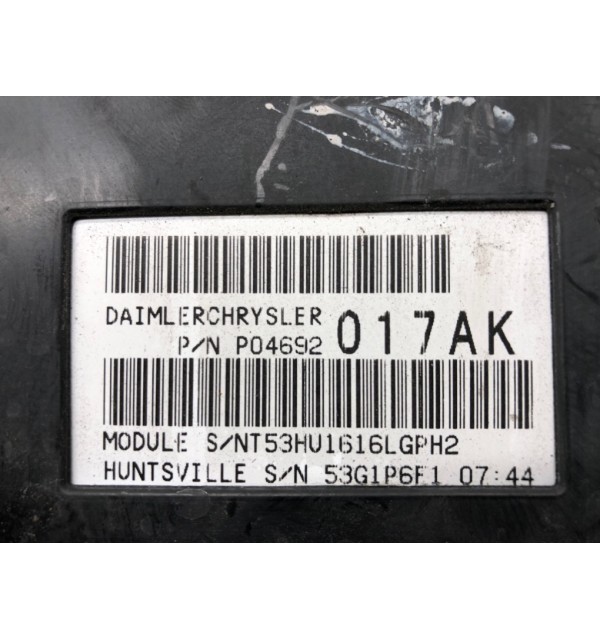 DAIMLERCHRYSLER
P/N P04692 017AK
MODULE S/NT53HU1616LGPH2
HUNTSVILLE S/N 53G1P6F1 07:44